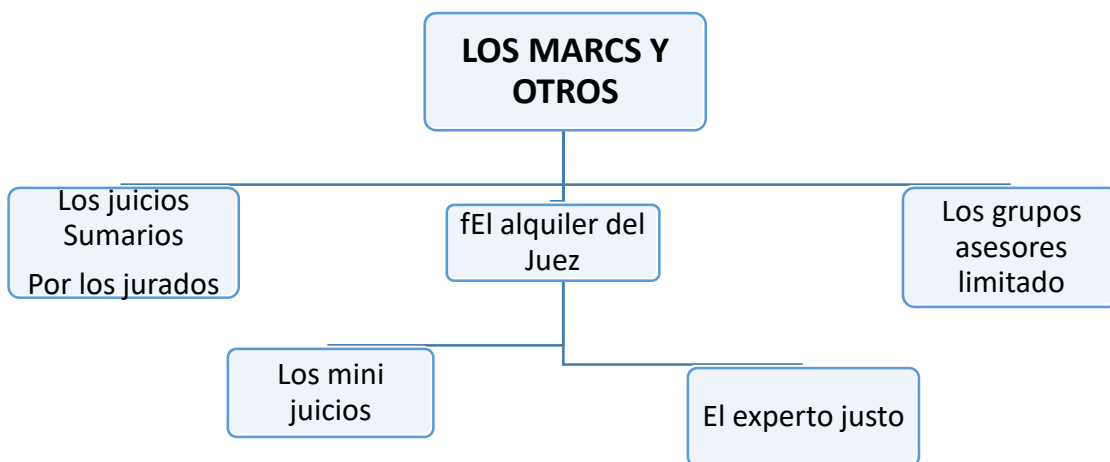 LOS MARCS Y
OTROS
Los juicios
Sumarios
Por los jurados
fEl alquiler del
Juez
Los grupos
asesores
limitado
Los mini
juicios
El experto justo